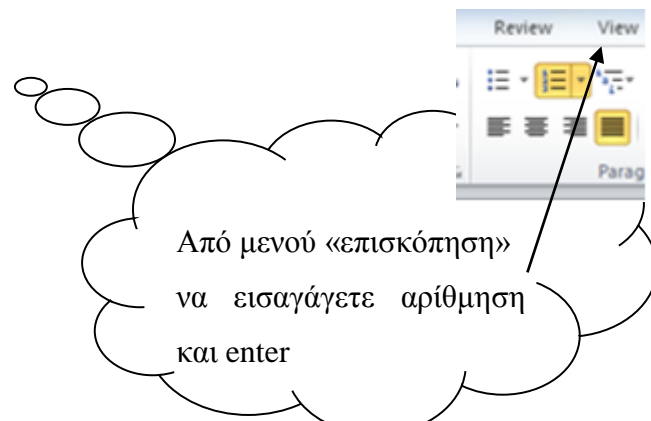 Review View
Parag
Από μενού «επισκόπηση»
να εισαγάγετε αρίθμηση
και enter